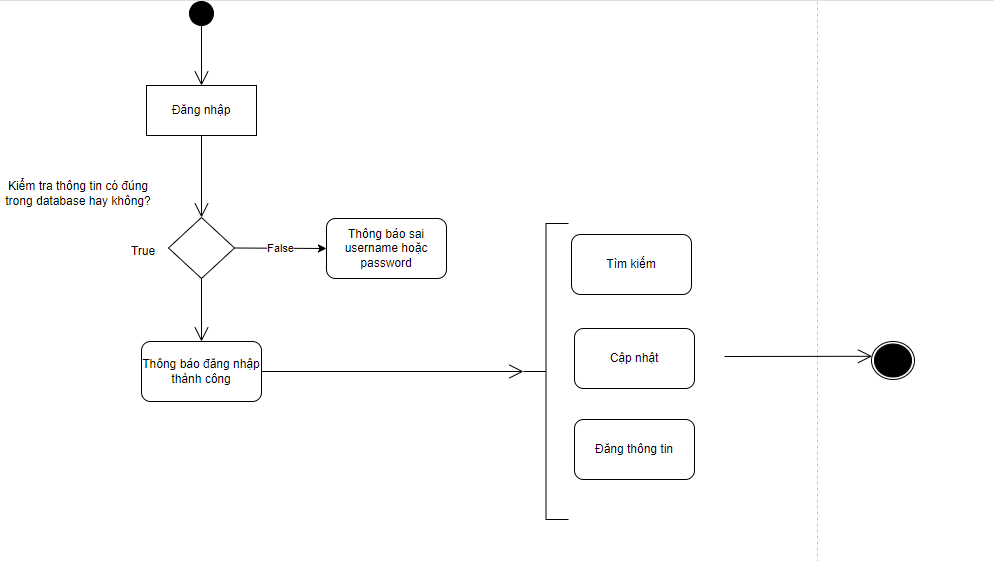 Đăng nhập
Kiểm tra thông tin có đúng
trong database hay không?
True
False
Thông báo sai
username hoặc
password
Thông báo đăng nhập
thành công
Tìm kiếm
Cập nhật
Đăng thông tin